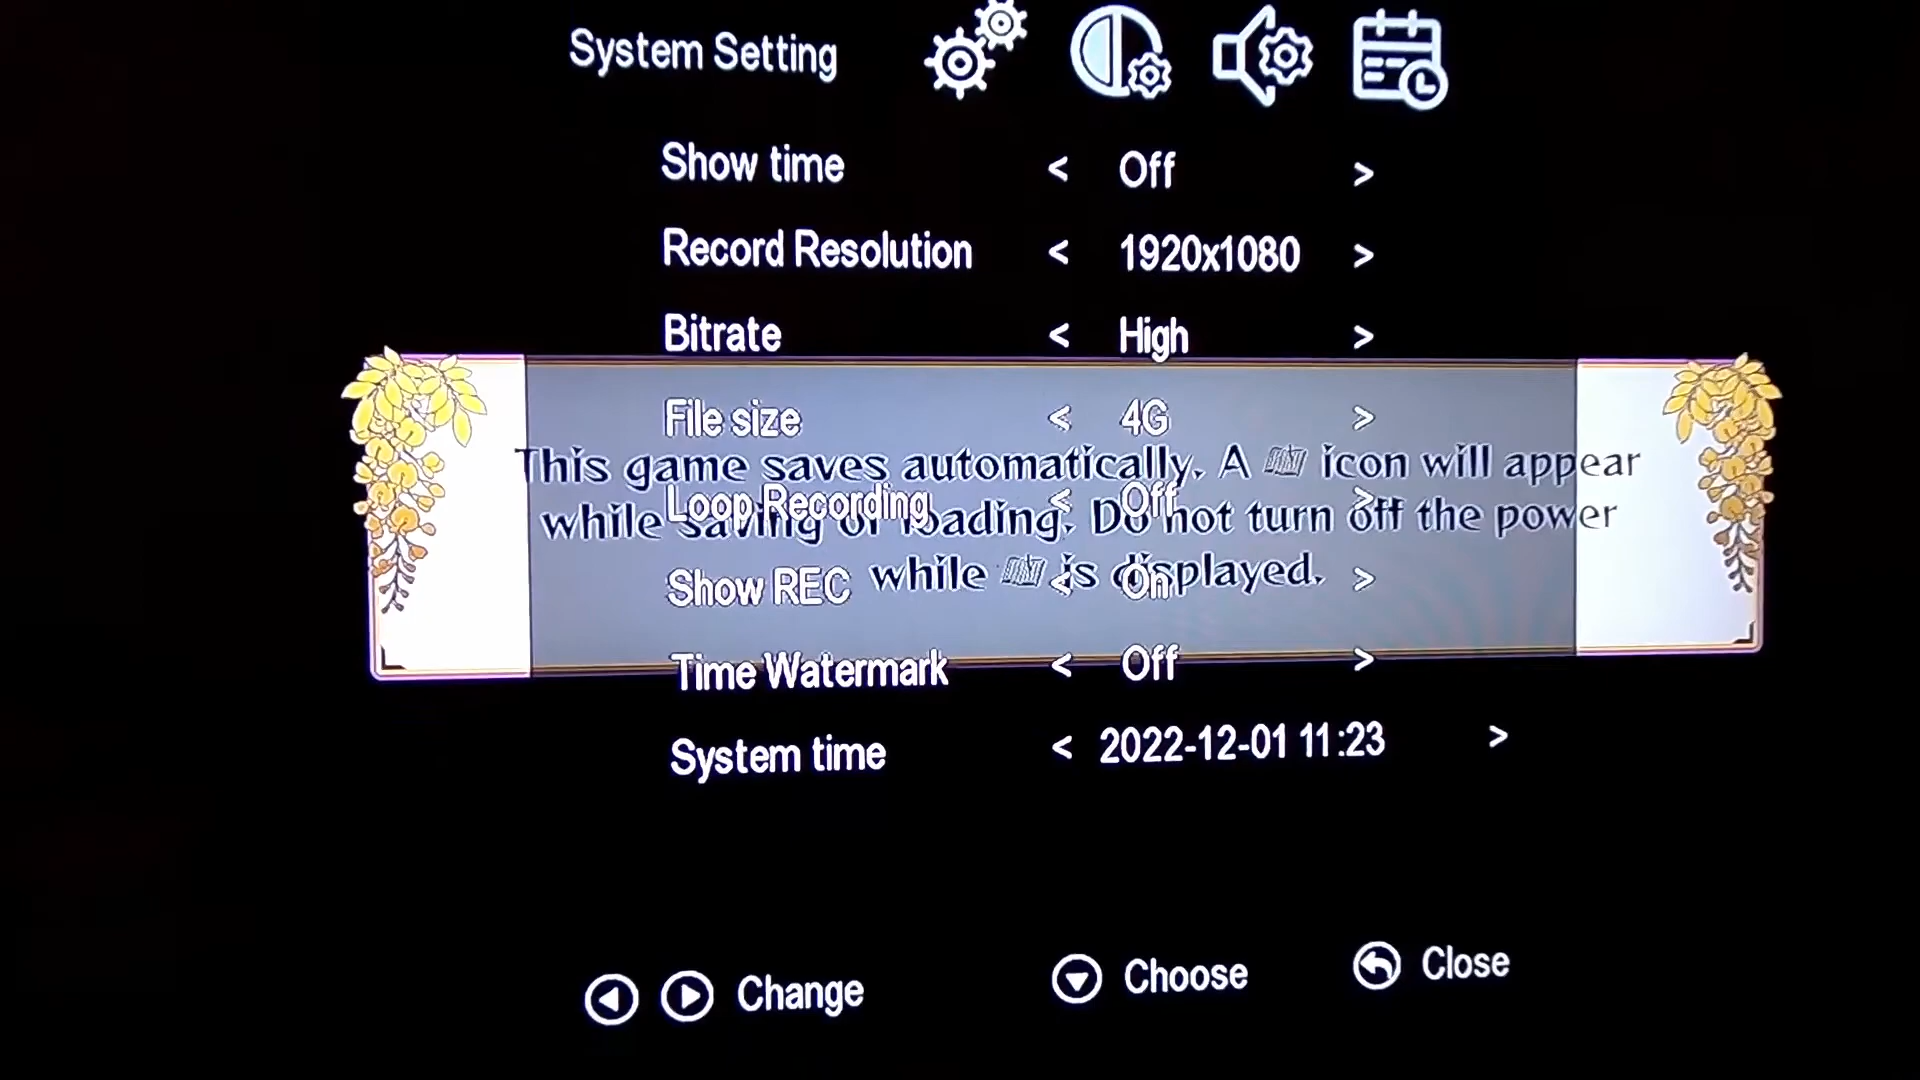 System Setting
Show time < Off >
Record Resolution < 1920x1080 >
Bitrate < High >
File size < 4G >
This game saves automatically. A icon will appear
Loop Recording < Off >
while saving or loading. Do not turn off the power
Show REC < On >
while is displayed.
Time Watermark < Off >
System time < 2022-12-01 11:23 >
Change Choose Close